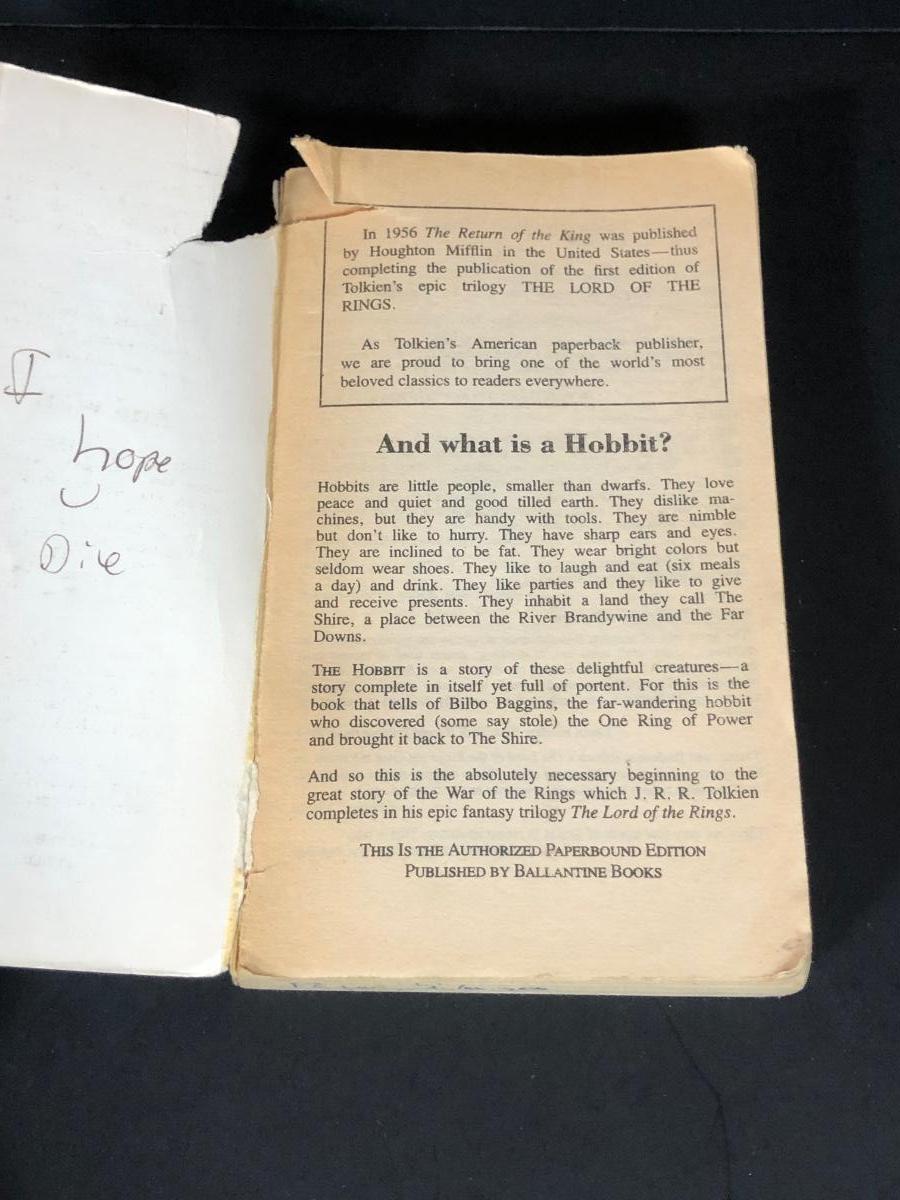 I
hope
Die
In 1956 The Return of the King was published
by Houghton Mifflin in the United States—thus
completing the publication of the first edition of
Tolkien's epic trilogy THE LORD OF THE
RINGS.
As Tolkien's American paperback publisher,
we are proud to bring one of the world's most
beloved classics to readers everywhere.
And what is a Hobbit?
Hobbits are little people, smaller than dwarfs. They love
peace and quiet and good tilled earth. They dislike ma-
chines, but they are handy with tools. They are nimble
but don't like to hurry. They have sharp ears and eyes.
They are inclined to be fat. They wear bright colors but
seldom wear shoes. They like to laugh and eat (six meals
a day) and drink. They like parties and they like to give
and receive presents. They inhabit a land they call The
Shire, a place between the River Brandywine and the Far
Downs.
THE HOBBIT is a story of these delightful creatures—a
story complete in itself yet full of portent. For this is the
book that tells of Bilbo Baggins, the far-wandering hobbit
who discovered (some say stole) the One Ring of Power
and brought it back to The Shire.
And so this is the absolutely necessary beginning to the
great story of the War of the Rings which J. R. R. Tolkien
completes in his epic fantasy trilogy The Lord of the Rings.
THIS IS THE AUTHORIZED PAPERBOUND EDITION
PUBLISHED BY BALLANTINE BOOKS